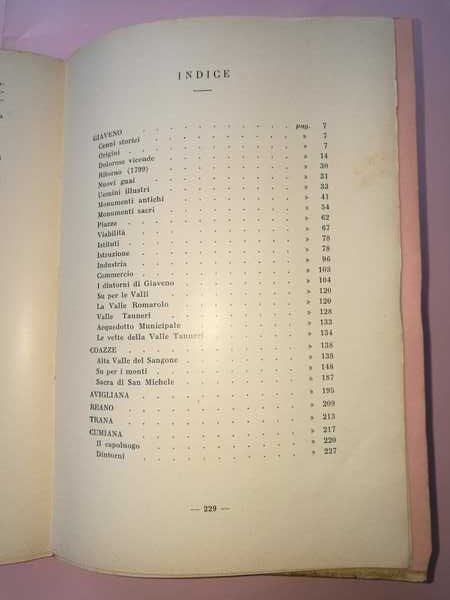 INDICE
GIAVENO . . . . . . . . . . pag. 7
Cenni storici . . . . . . . . . » 7
Origini . . . . . . . . . . » 7
Dolorose vicende . . . . . . . . » 14
Ritorno (1799) . . . . . . . . » 30
Nuovi guai . . . . . . . . . » 31
Uomini illustri . . . . . . . . » 33
Monumenti antichi . . . . . . . » 41
Monumenti sacri . . . . . . . . » 54
Piazze . . . . . . . . . . » 62
Viabilità . . . . . . . . . » 67
Istituti . . . . . . . . . . » 78
Istruzione . . . . . . . . . » 78
Industria . . . . . . . . . » 96
Commercio . . . . . . . . . » 103
I dintorni di Giaveno . . . . . . . » 104
Su per le Valli . . . . . . . . » 120
La Valle Romarolo . . . . . . . » 120
Valle Tauneri . . . . . . . . » 128
Acquedotto Municipale . . . . . . » 133
Le vette della Valle Tauneri . . . . . » 134
COAZZE . . . . . . . . . . » 138
Alta Valle del Sangone . . . . . . » 138
Su per i monti . . . . . . . . » 148
Sacra di San Michele . . . . . . . » 187
AVIGLIANA . . . . . . . . . » 195
REANO . . . . . . . . . . » 209
TRANA . . . . . . . . . . » 213
CUMIANA . . . . . . . . . » 217
Il capoluogo . . . . . . . . . » 220
Dintorni . . . . . . . . . . » 227
— 229 —